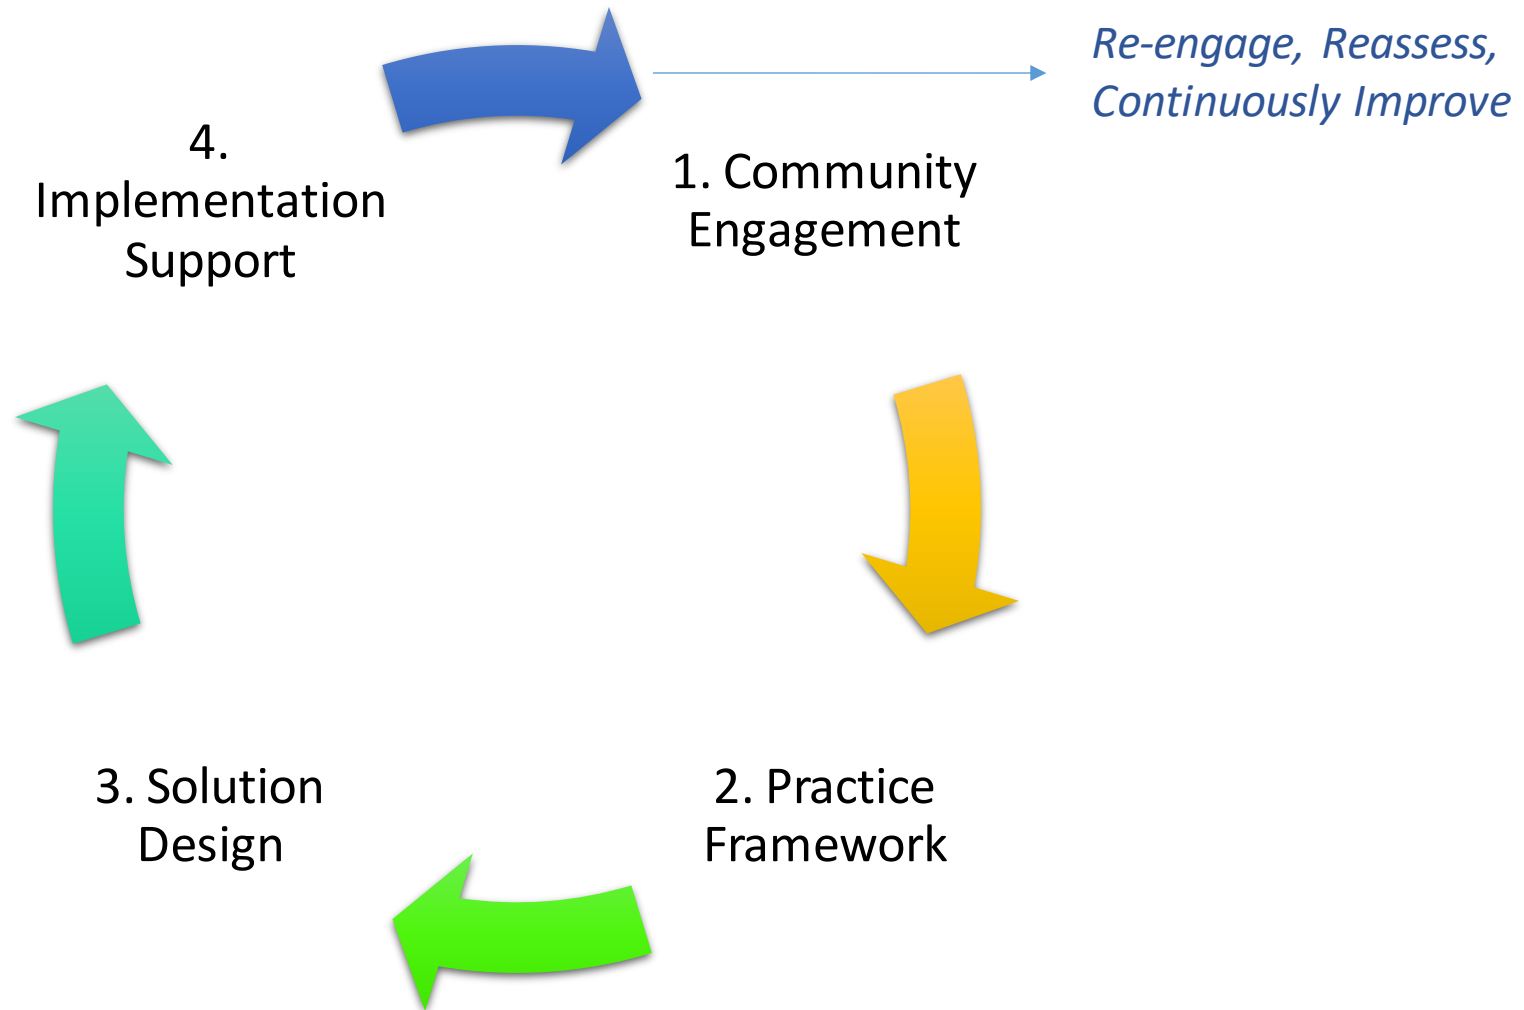 Re-engage, Reassess,
Continuously Improve
4.
Implementation
Support
1. Community
Engagement
3. Solution
Design
2. Practice
Framework